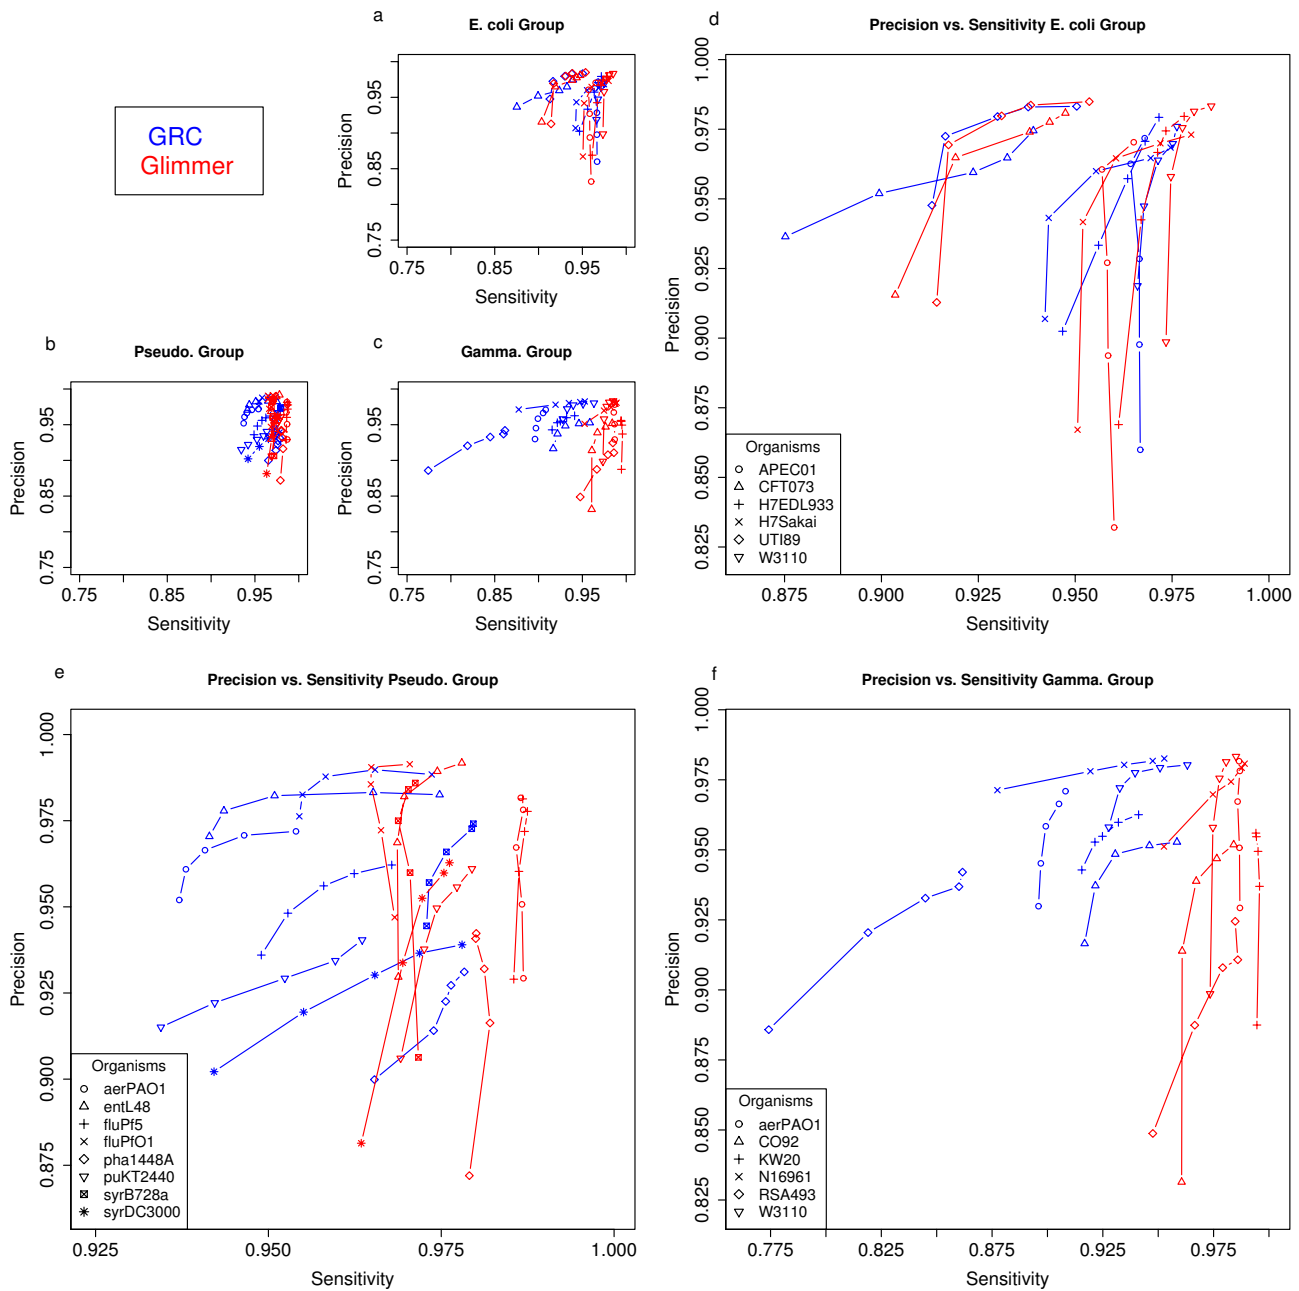 GRC
Glimmer
a
E. coli Group
0.75 0.85 0.95
Precision
0.75 0.85 0.95
Sensitivity
b
Pseudo. Group
0.75 0.85 0.95
Precision
0.75 0.85 0.95
Sensitivity
c
Gamma. Group
0.75 0.85 0.95
Precision
0.75 0.85 0.95
Sensitivity
d
Precision vs. Sensitivity E. coli Group
0.825 0.850 0.875 0.900 0.925 0.950 0.975 1.000
Precision
Organisms
APEC01
CFT073
H7EDL933
H7Sakai
UTI89
W3110
0.875 0.900 0.925 0.950 0.975 1.000
Sensitivity
e
Precision vs. Sensitivity Pseudo. Group
0.875 0.900 0.925 0.950 0.975 1.000
Precision
Organisms
aerPAO1
entL48
fluPf5
fluPfO1
pha1448A
puKT2440
syrB728a
syrDC3000
0.925 0.950 0.975 1.000
Sensitivity
f
Precision vs. Sensitivity Gamma. Group
0.825 0.850 0.875 0.900 0.925 0.950 0.975 1.000
Precision
Organisms
aerPAO1
CO92
KW20
N16961
RSA493
W3110
0.775 0.825 0.875 0.925 0.975
Sensitivity